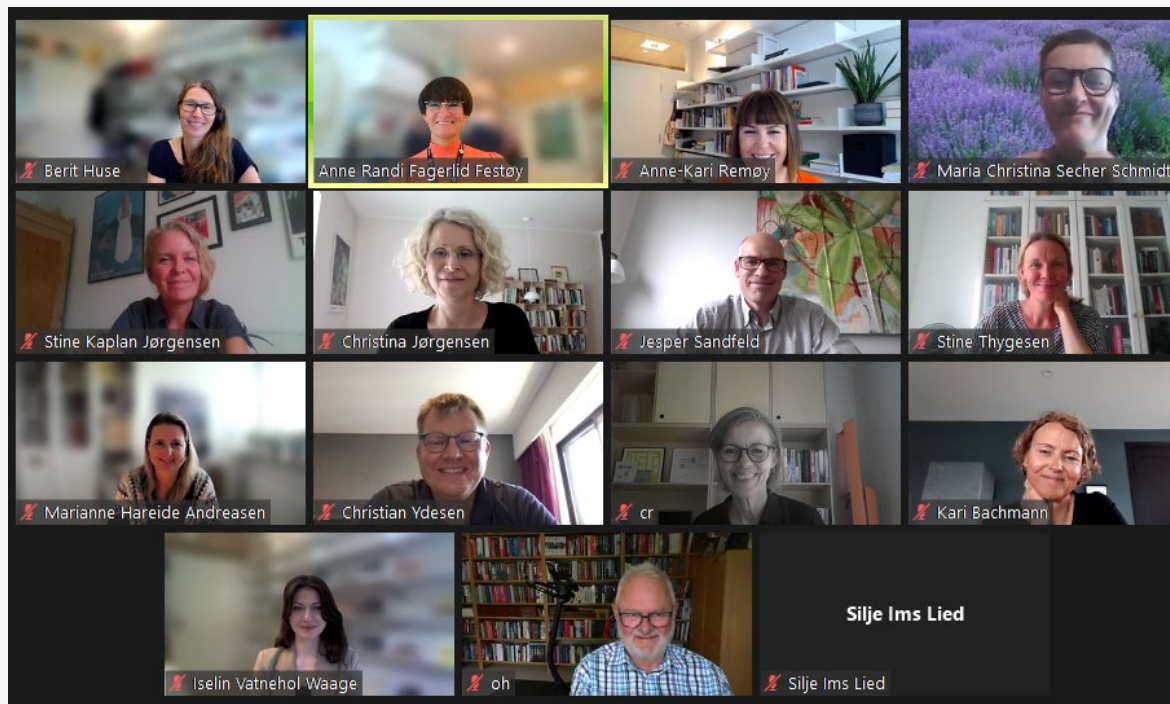 Berit Huse
Anne Randi Fagerlid Festøy
Anne-Kari Remøy
Maria Christina Secher Schmidt
Stine Kaplan Jørgensen
Christina Jørgensen
Jesper Sandfeld
Stine Thygesen
Marianne Hareide Andreasen
Christian Ydesen
cr
Kari Bachmann
Iselin Vatnehol Waage
oh
Silje Ims Lied
Silje Ims Lied